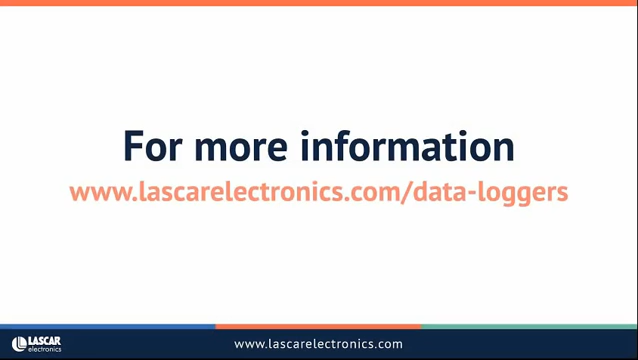 For more information
www.lascarelectronics.com/data-loggers
LASCAR
electronics
www.lascarelectronics.com